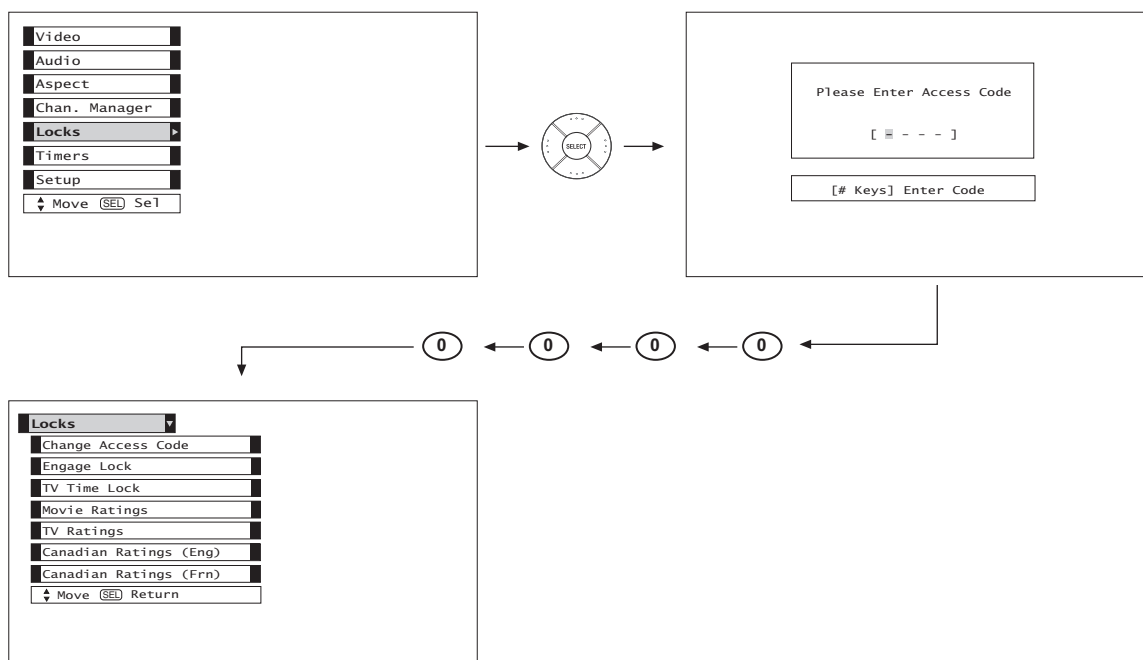 Video
Audio
Aspect
Chan. Manager
Locks
Timers
Setup
Move SEL Sel
SELECT
Please Enter Access Code
[ - - - - ]
[# Keys] Enter Code
0 0 0 0
Locks
Change Access Code
Engage Lock
TV Time Lock
Movie Ratings
TV Ratings
Canadian Ratings (Eng)
Canadian Ratings (Frn)
Move SEL Return